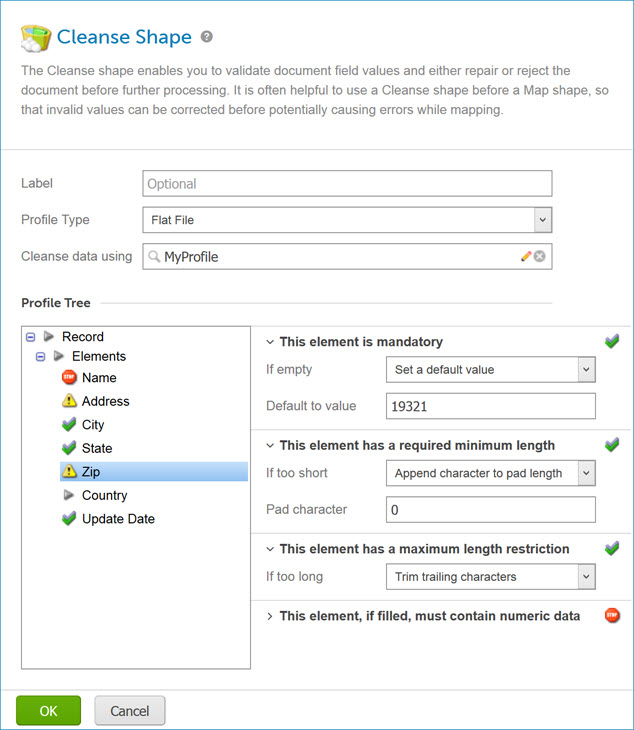 Cleanse Shape ?
The Cleanse shape enables you to validate document field values and either repair or reject the
document before further processing. It is often helpful to use a Cleanse shape before a Map shape, so
that invalid values can be corrected before potentially causing errors while mapping.
Label Optional
Profile Type Flat File
Cleanse data using MyProfile
Profile Tree
Record
Elements
STOP Name
Address
City
State
Zip
Country
Update Date
This element is mandatory
If empty Set a default value
Default to value 19321
This element has a required minimum length
If too short Append character to pad length
Pad character 0
This element has a maximum length restriction
If too long Trim trailing characters
This element, if filled, must contain numeric data STOP
OK Cancel